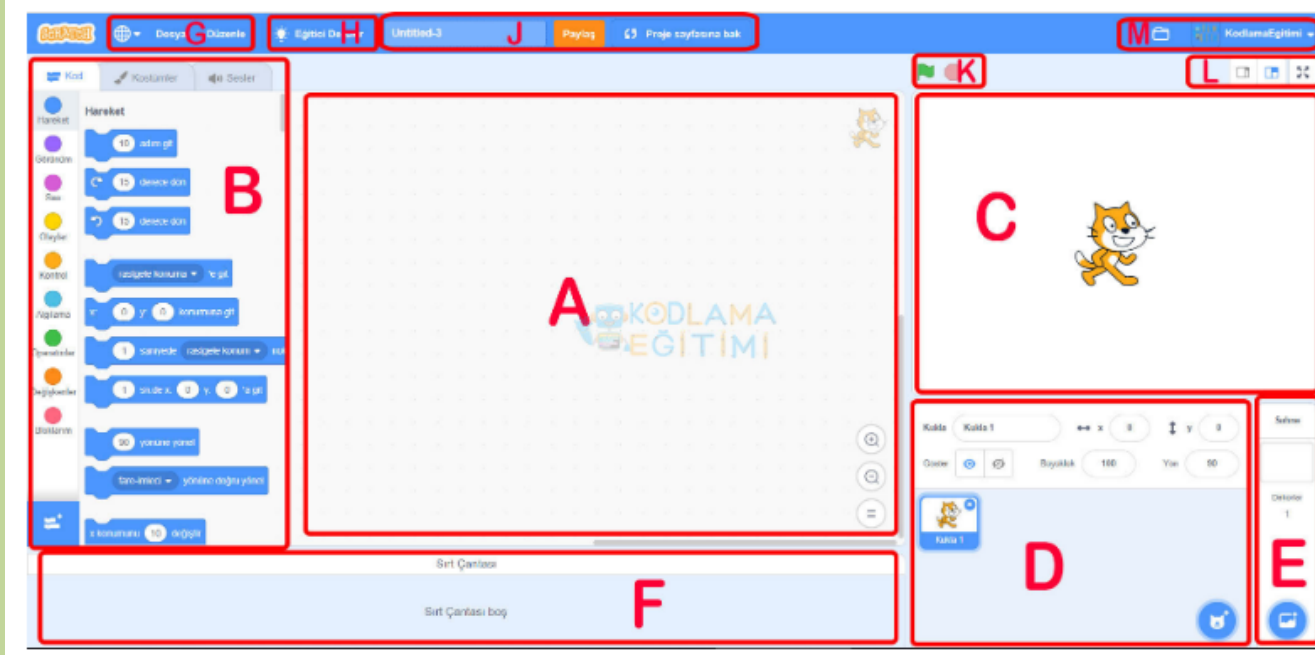 SCRATCH G Dosya Düzenle H Eğitici Dersler Untitled-3 J Paylaş Proje sayfasına bak M KodlamaEğitimi
Kod Kostümler Sesler K L
Hareket
Görünüm
Ses
Olaylar
Kontrol
Algılama
Operatörler
Değişkenler
Bloklarım
Hareket
10 adım git
15 derece dön
15 derece dön
rastgele konuma 'e git
x: 0 y: 0 konumuna git
1 saniyede rastgele konum
1 sn.de x: 0 y: 0 'a git
90 yönüne yönel
fare-imleci yönüne doğru yönel
x konumunu 10 değiştir
B
A
KODLAMA
EĞİTİMİ
C
Kukla Kukla 1 x 0 y 0
Göster Büyüklük 100 Yön 90
Kukla 1
D
Sahne
Dekorlar
1
E
Sırt Çantası
Sırt Çantası boş
F